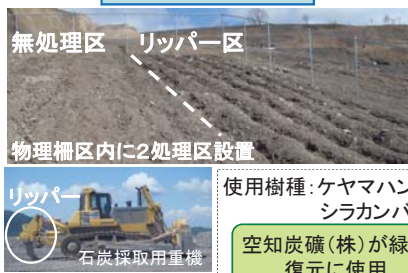 無処理区 リッパー区
物理柵区内に2処理区設置
リッパー
石炭採取用重機
使用樹種:ケヤマハン
シラカンバ
空知炭礦(株)が緑
復元に使用